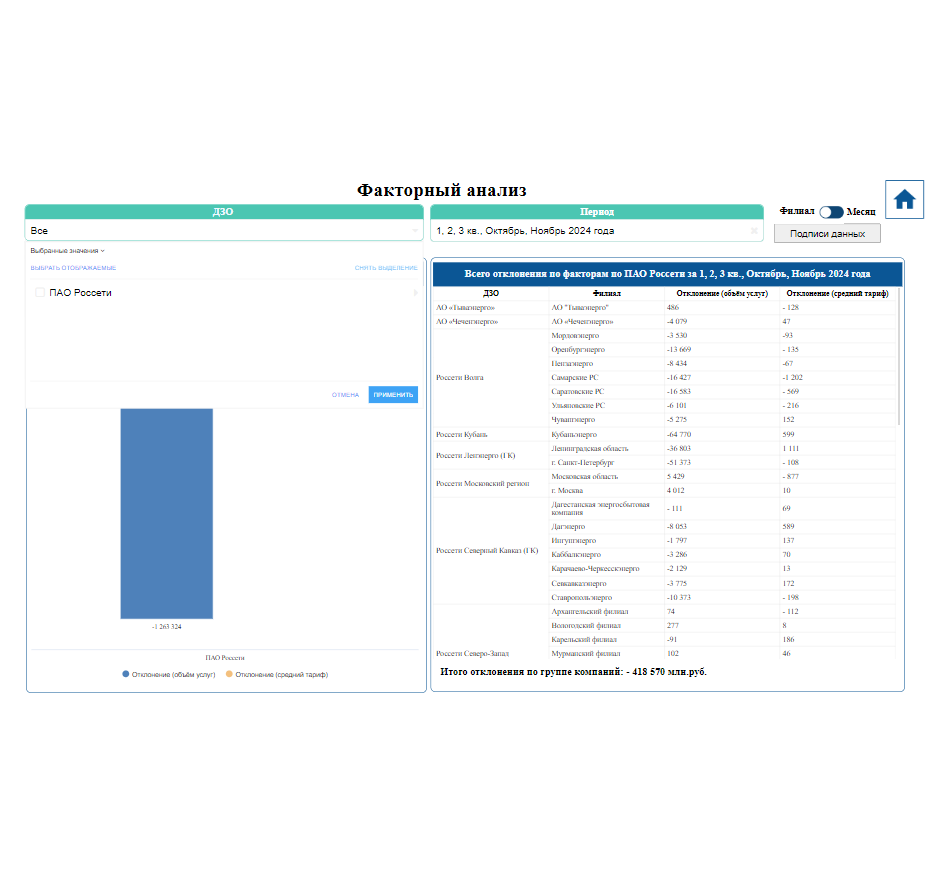 Факторный анализ
ДЗО
Все
Период
1, 2, 3 кв., Октябрь, Ноябрь 2024 года
Филиал Месяц
Подписи данных
Выбранные значения
ВЫБРАТЬ ОТОБРАЖАЕМЫЕ СНЯТЬ ВЫДЕЛЕНИЕ
ПАО Россети
ОТМЕНА ПРИМЕНИТЬ
-1 263 324
ПАО Россети
Отклонение (объём услуг) Отклонение (средний тариф)
Всего отклонения по факторам по ПАО Россети за 1, 2, 3 кв., Октябрь, Ноябрь 2024 года
ДЗО Филиал Отклонение (объём услуг) Отклонение (средний тариф)
АО «Тываэнерго» АО "Тываэнерго" 486 - 128
АО «Чеченэнерго» АО «Чеченэнерго» -4 079 47
Мордовэнерго -3 530 -93
Оренбургэнерго -13 669 - 135
Пензаэнерго -8 434 -67
Россети Волга Самарские РС -16 427 -1 202
Саратовские РС -16 583 - 569
Ульяновские РС -6 101 - 216
Чувашэнерго -5 275 152
Россети Кубань Кубаньэнерго -64 770 599
Россети Ленэнерго (ГК) Ленинградская область -36 803 1 111
г. Санкт-Петербург -51 373 - 108
Россети Московский регион Московская область 5 429 - 877
г. Москва 4 012 10
Дагестанская энергосбытовая
компания - 111 69
Дагэнерго -8 053 589
Ингушэнерго -1 797 137
Россети Северный Кавказ (ГК) Каббалкэнерго -3 286 70
Карачаево-Черкесскэнерго -2 129 13
Севкавказэнерго -3 775 172
Ставропольэнерго -10 373 - 198
Архангельский филиал 74 - 112
Вологодский филиал 277 8
Карельский филиал -91 186
Россети Северо-Запад Мурманский филиал 102 46
Итого отклонения по группе компаний: - 418 570 млн.руб.